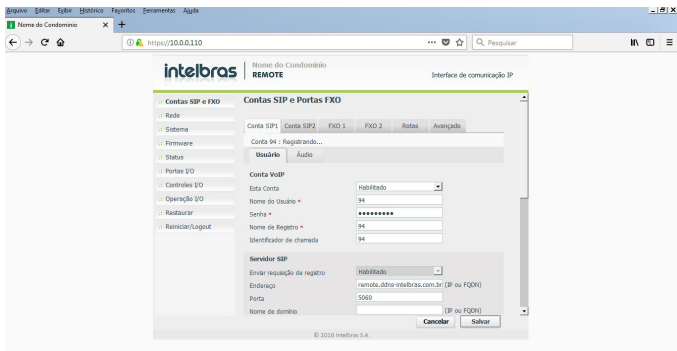 Arquivo Editar Exibir Histórico Favoritos Ferramentas Ajuda
Nome do Condominio
https://10.0.0.110
Pesquisar
intelbras
Nome do Condomínio
REMOTE
Interface de comunicação IP
Contas SIP e FXO
Rede
Sistema
Firmware
Status
Portas I/O
Controles I/O
Operação I/O
Restaurar
Reiniciar/Logout
Contas SIP e Portas FXO
Conta SIP1 Conta SIP2 FXO 1 FXO 2 Rotas Avançado
Conta 94 : Registrando...
Usuário Áudio
Conta VoIP
Esta Conta Habilitado
Nome do Usuário * 94
Senha * •••••••••
Nome de Registro * 94
Identificador de chamada 94
Servidor SIP
Enviar requisição de registro Habilitado
Endereço remote.ddns-intelbras.com.br (IP ou FQDN)
Porta 5060
Nome de domínio (IP ou FQDN)
Cancelar Salvar
© 2016 Intelbras S.A.